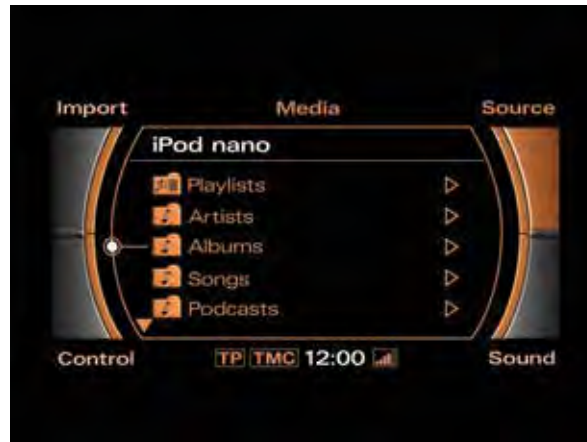 Import Media Source
iPod nano
Playlists
Artists
Albums
Songs
Podcasts
Control TP TMC 12:00 Sound